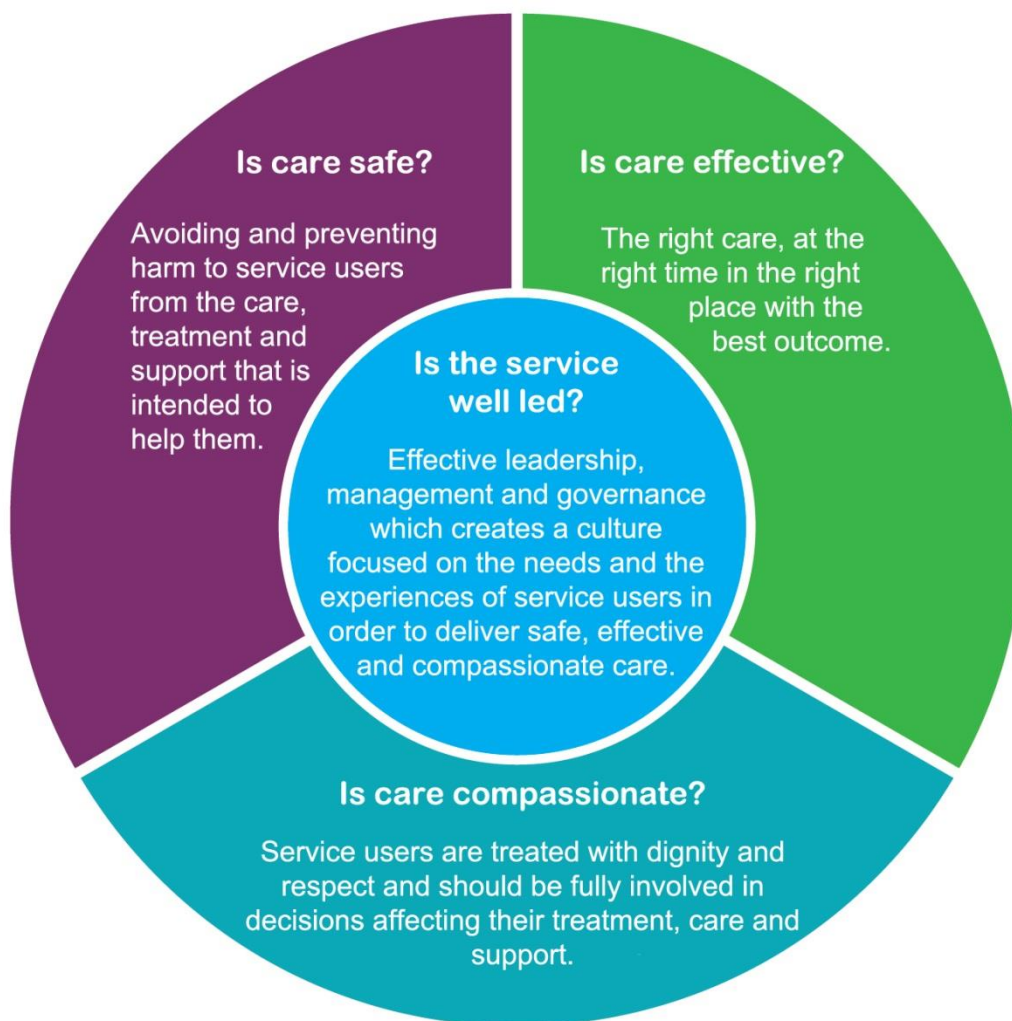 Is care safe?
Avoiding and preventing
harm to service users
from the care,
treatment and
support that is
intended to
help them.
Is care effective?
The right care, at the
right time in the right
place with the
best outcome.
Is the service
well led?
Effective leadership,
management and governance
which creates a culture
focused on the needs and the
experiences of service users in
order to deliver safe, effective
and compassionate care.
Is care compassionate?
Service users are treated with dignity and
respect and should be fully involved in
decisions affecting their treatment, care and
support.